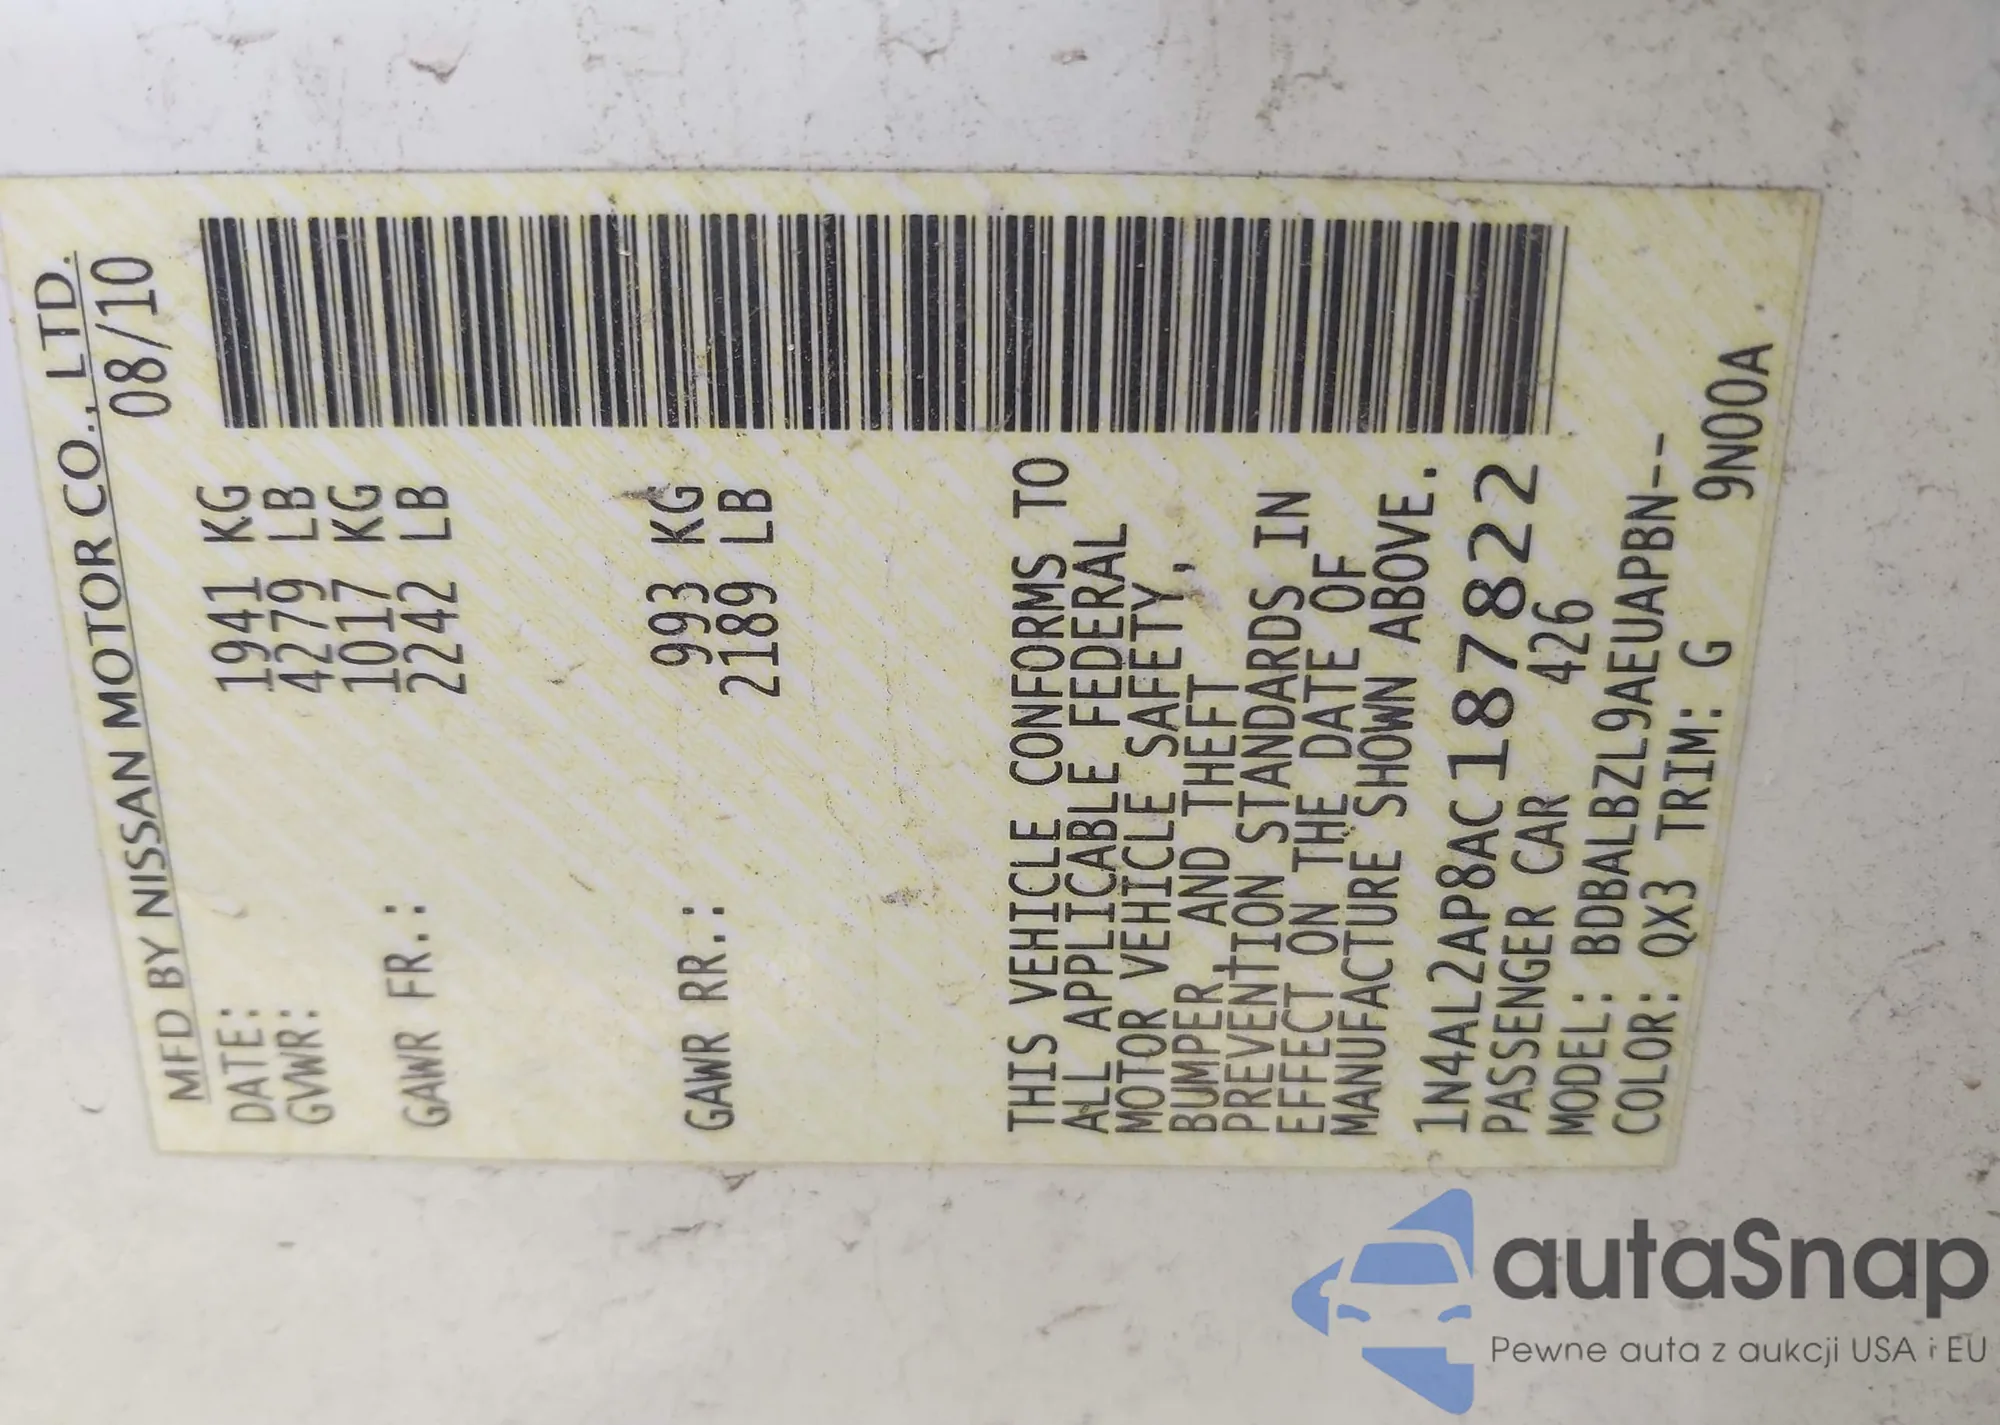 MFD BY NISSAN MOTOR CO., LTD.
DATE: 08/10
GVWR: 1941 KG
4279 LB
GAWR FR.: 1017 KG
2242 LB
GAWR RR.: 993 KG
2189 LB
THIS VEHICLE CONFORMS TO
ALL APPLICABLE FEDERAL
MOTOR VEHICLE SAFETY,
BUMPER, AND THEFT
PREVENTION STANDARDS IN
EFFECT ON THE DATE OF
MANUFACTURE SHOWN ABOVE.
1N4AL2AP8AC187822
PASSENGER CAR 426
MODEL: BDBALBZL9AEUAPBN--
COLOR: QX3 TRIM: G 9N00A
autaSnap
Pewne auta z aukcji USA i EU